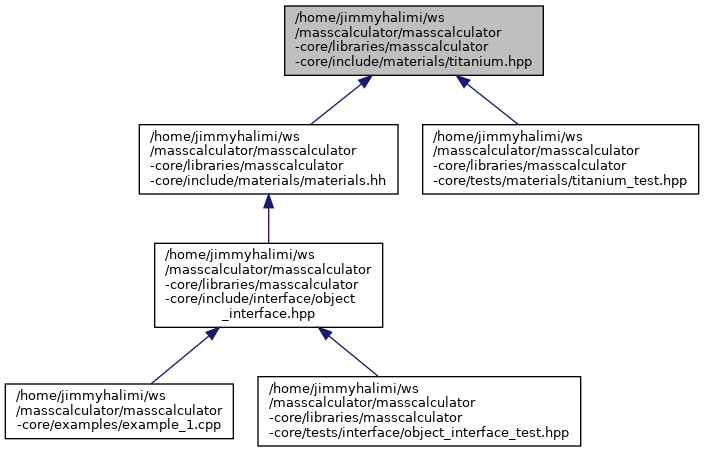 /home/jimmyhalimi/ws
/masscalculator/masscalculator
-core/libraries/masscalculator
-core/include/materials/titanium.hpp
/home/jimmyhalimi/ws
/masscalculator/masscalculator
-core/libraries/masscalculator
-core/include/materials/materials.hh
/home/jimmyhalimi/ws
/masscalculator/masscalculator
-core/libraries/masscalculator
-core/tests/materials/titanium_test.hpp
/home/jimmyhalimi/ws
/masscalculator/masscalculator
-core/libraries/masscalculator
-core/include/interface/object
_interface.hpp
/home/jimmyhalimi/ws
/masscalculator/masscalculator
-core/examples/example_1.cpp
/home/jimmyhalimi/ws
/masscalculator/masscalculator
-core/libraries/masscalculator
-core/tests/interface/object_interface_test.hpp